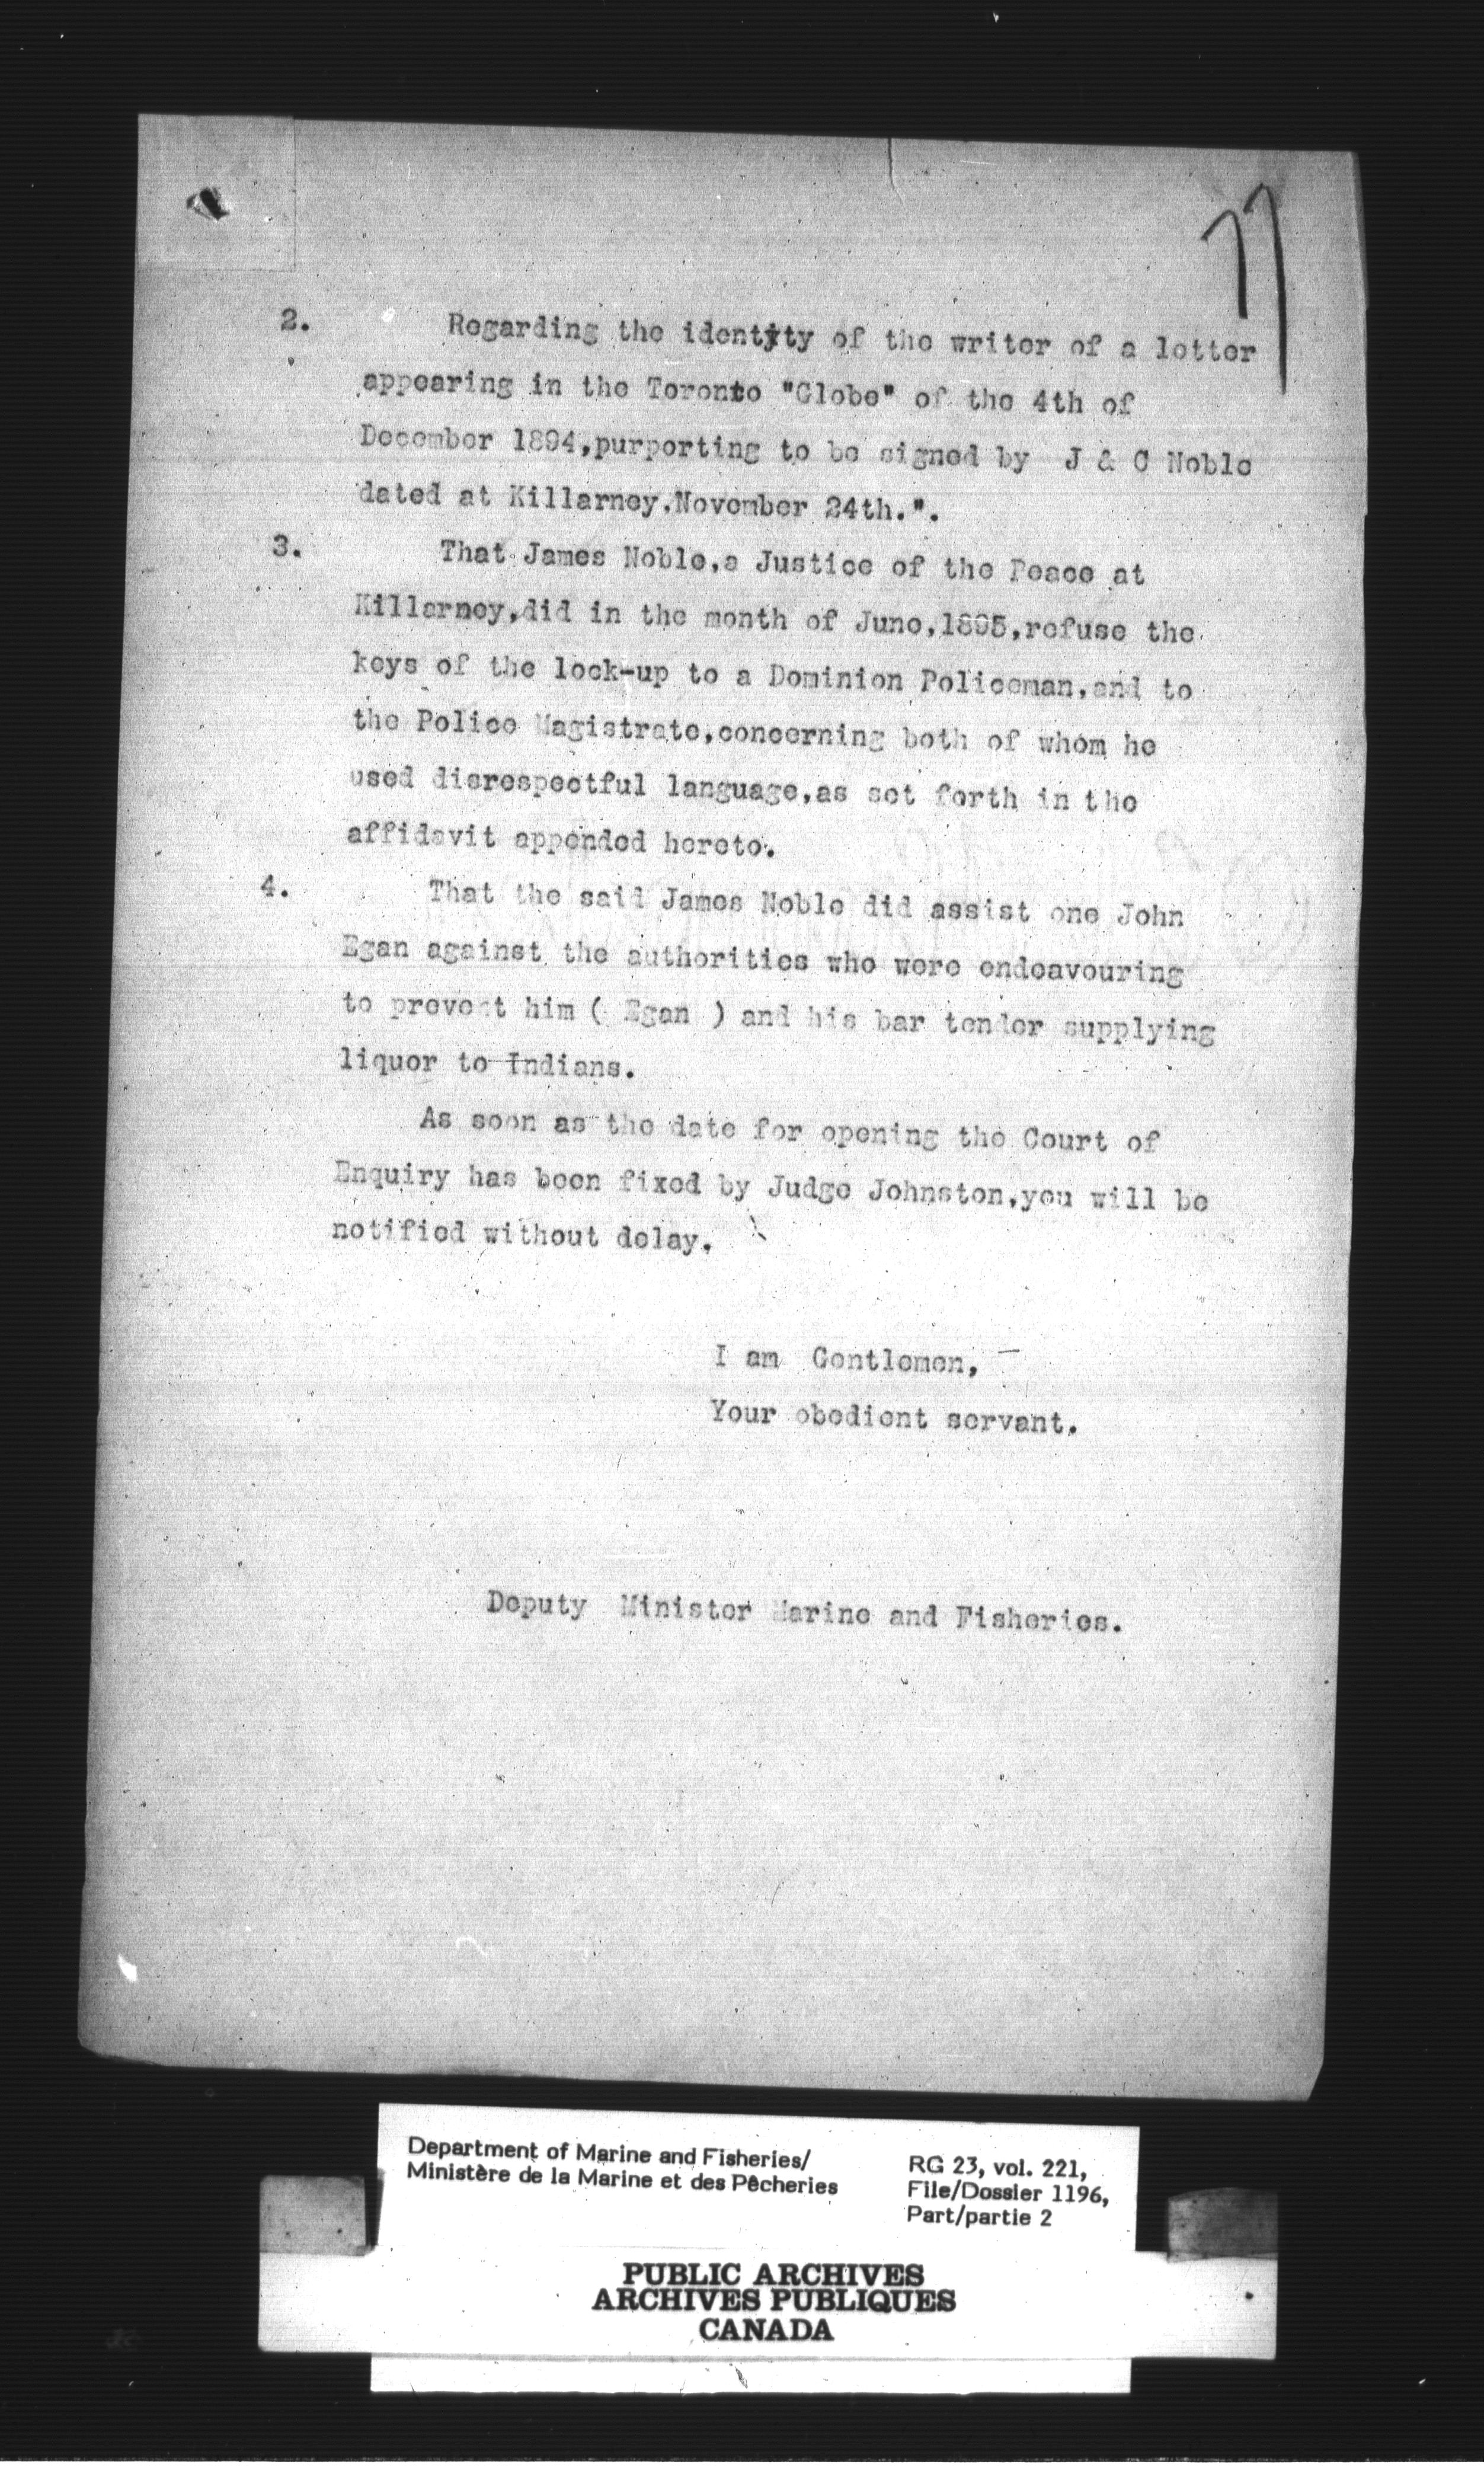 77
2. Regarding the identity of the writer of a letter
appearing in the Toronto "Globe" of the 4th of
December 1894,purporting to be signed by J & C Noble
dated at Killarney,November 24th.".
3. That James Noble,a Justice of the Peace at
Killarney,did in the month of June,1895,refuse the
keys of the lock-up to a Dominion Policeman,and to
the Police Magistrate,concerning both of whom he
used disrespectful language,as set forth in the
affidavit appended hereto.
4. That the said James Noble did assist one John
Egan against the authorities who were endeavouring
to prevent him ( Egan ) and his bar tender supplying
liquor to Indians.
As soon as the date for opening the Court of
Enquiry has been fixed by Judge Johnston,you will be
notified without delay.
I am Gentlemen,
Your obedient servant.
Deputy Minister Marine and Fisheries.
Department of Marine and Fisheries/
Ministère de la Marine et des Pêcheries
RG 23, vol. 221,
File/Dossier 1196,
Part/partie 2
PUBLIC ARCHIVES
ARCHIVES PUBLIQUES
CANADA